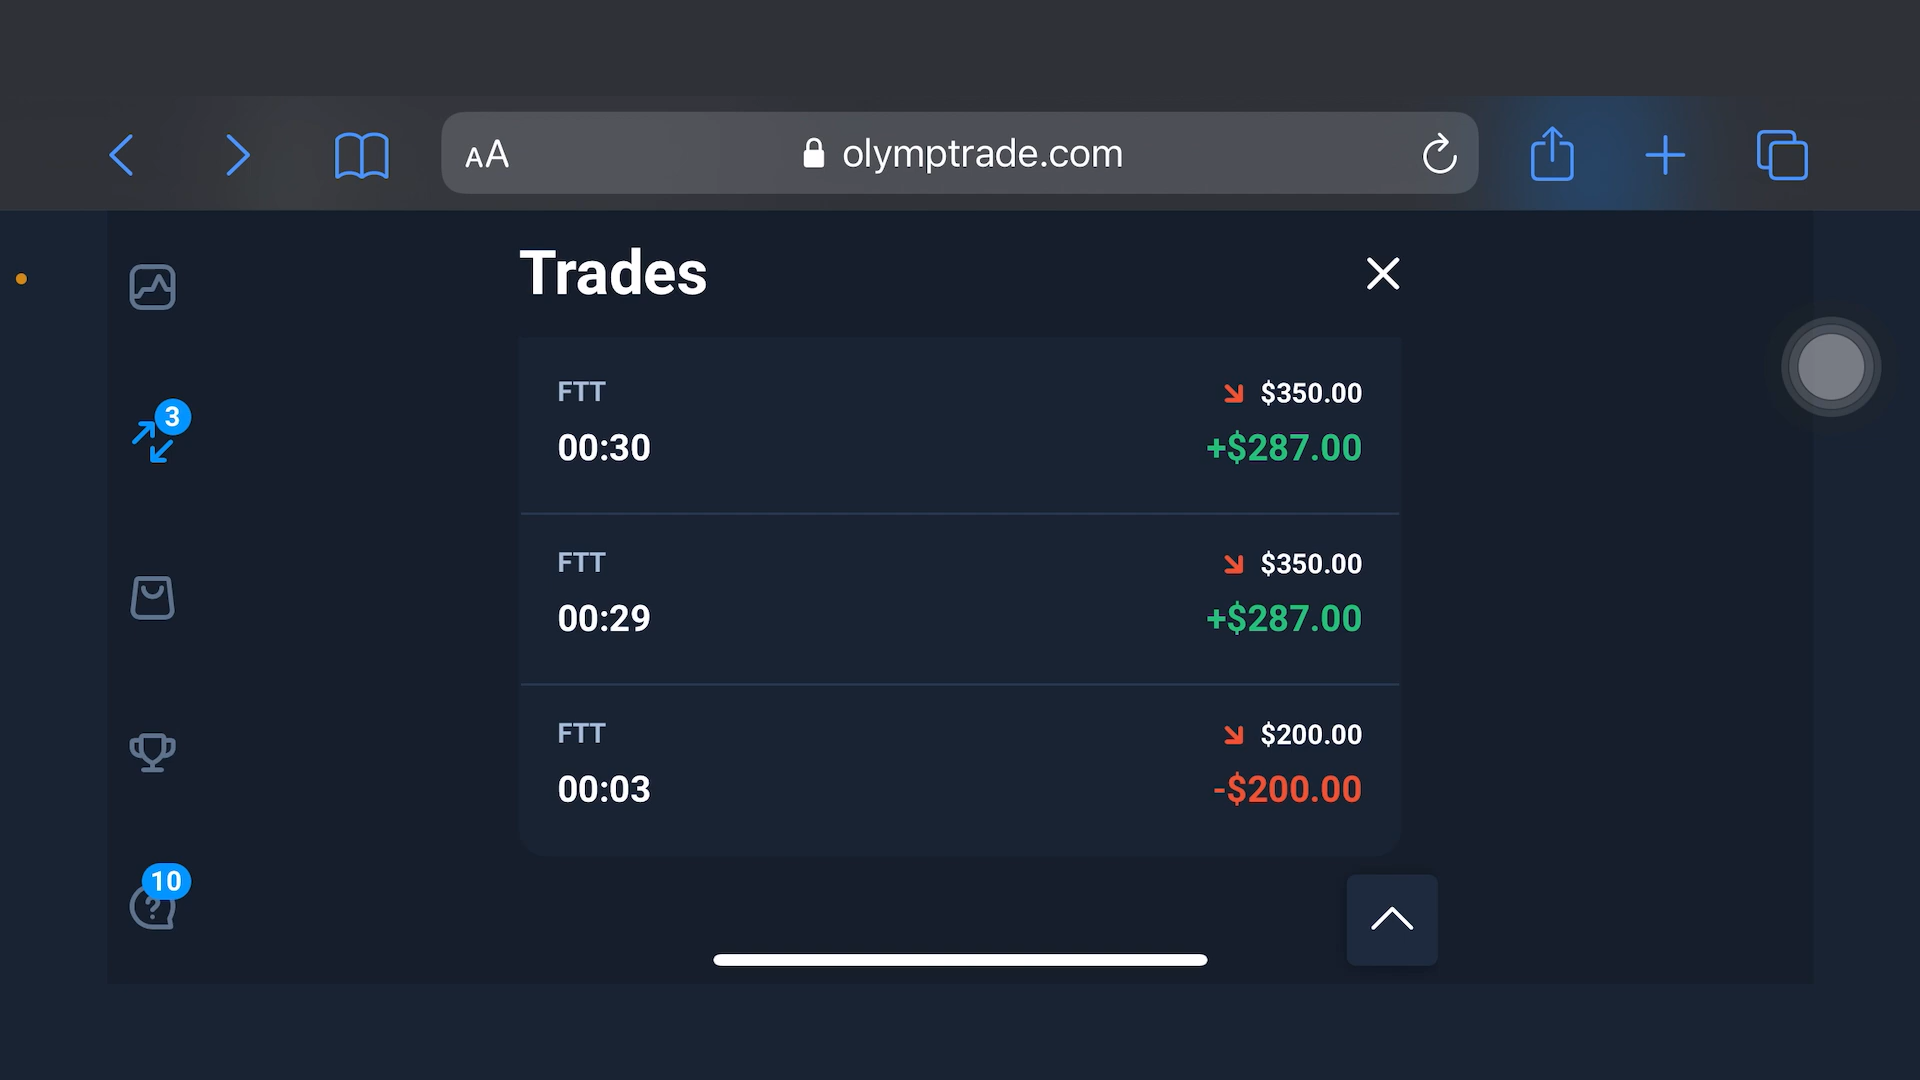 AA olymptrade.com
Trades
3
10
FTT $350.00
00:30 +$287.00
FTT $350.00
00:29 +$287.00
FTT $200.00
00:03 -$200.00